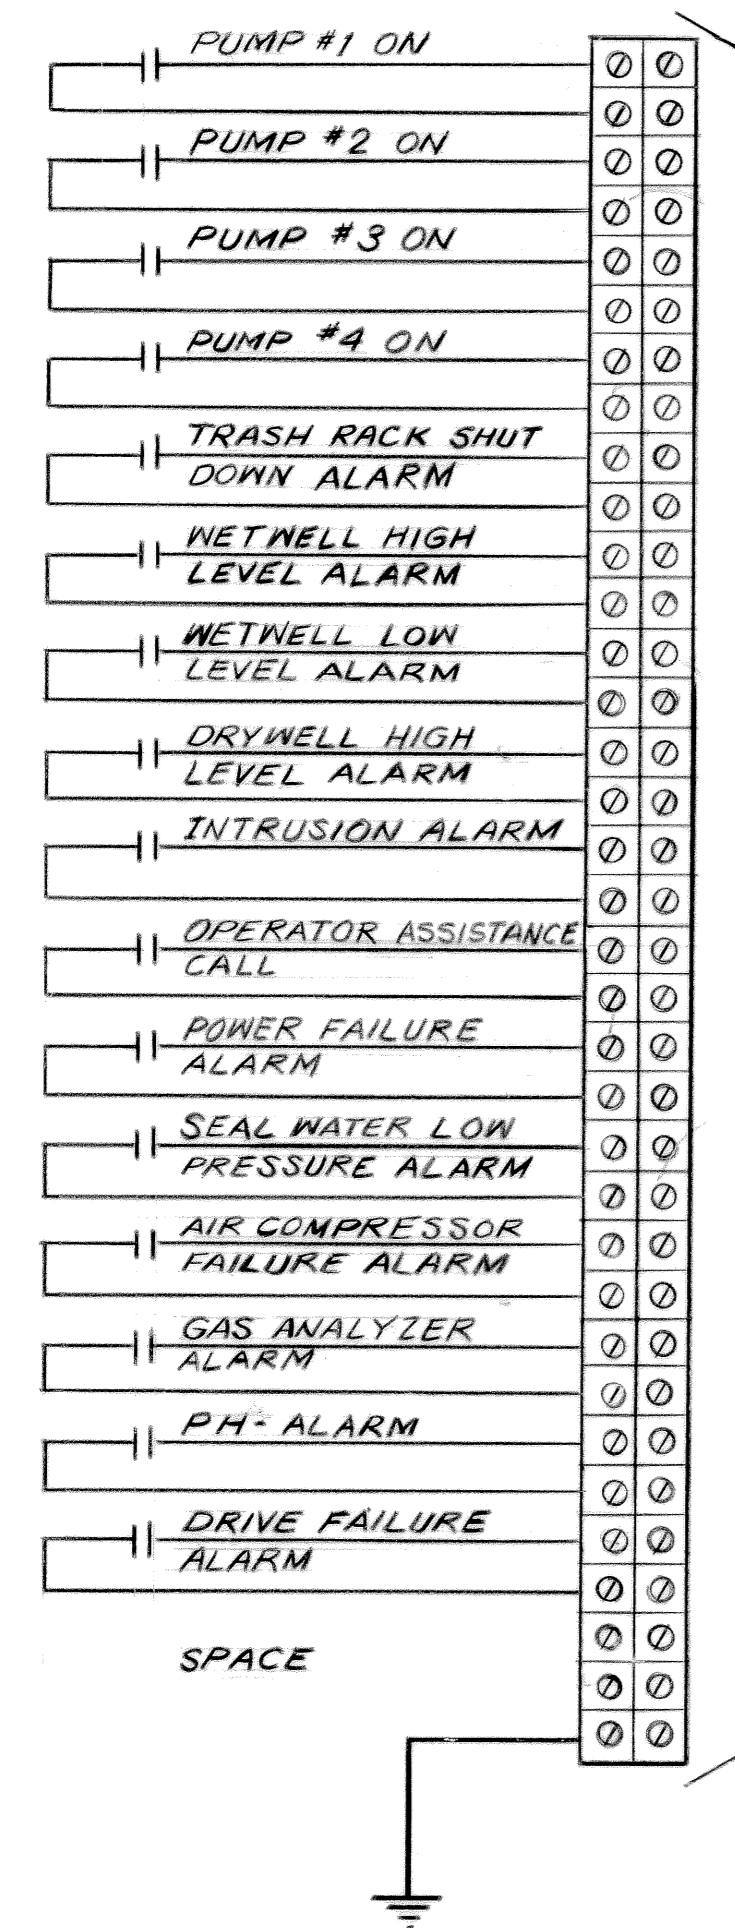 PUMP #1 ON
PUMP #2 ON
PUMP #3 ON
PUMP #4 ON
TRASH RACK SHUT
DOWN ALARM
WETWELL HIGH
LEVEL ALARM
WETWELL LOW
LEVEL ALARM
DRYWELL HIGH
LEVEL ALARM
INTRUSION ALARM
OPERATOR ASSISTANCE
CALL
POWER FAILURE
ALARM
SEAL WATER LOW
PRESSURE ALARM
AIR COMPRESSOR
FAILURE ALARM
GAS ANALYZER
ALARM
PH- ALARM
DRIVE FAILURE
ALARM
SPACE